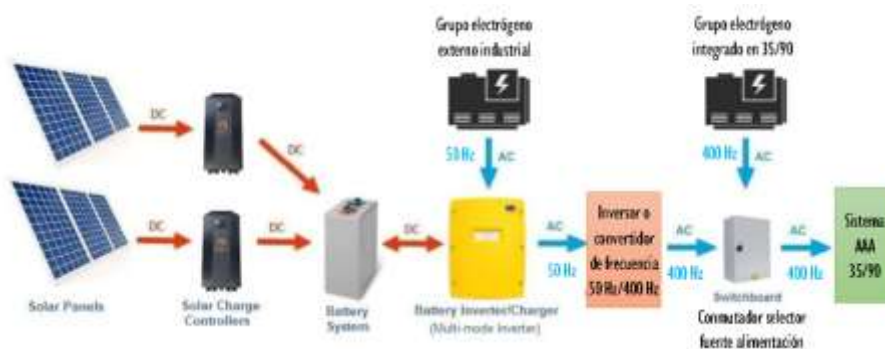 Grupo electrógeno
externo industrial
Grupo electrógeno
integrado en 35/90
DC
DC
50 Hz
AC
400 Hz
AC
DC
DC
DC
AC
50 Hz
Inversor o
convertidor
de frecuencia
50 Hz/400 Hz
AC
400 Hz
AC
400 Hz
Sistema
AAA
35/90
Solar Panels
Solar Charge
Controllers
Battery
System
Battery Inverter/Charger
(Multi-mode Inverter)
Switchboard
Conmutador selector
fuente alimentación